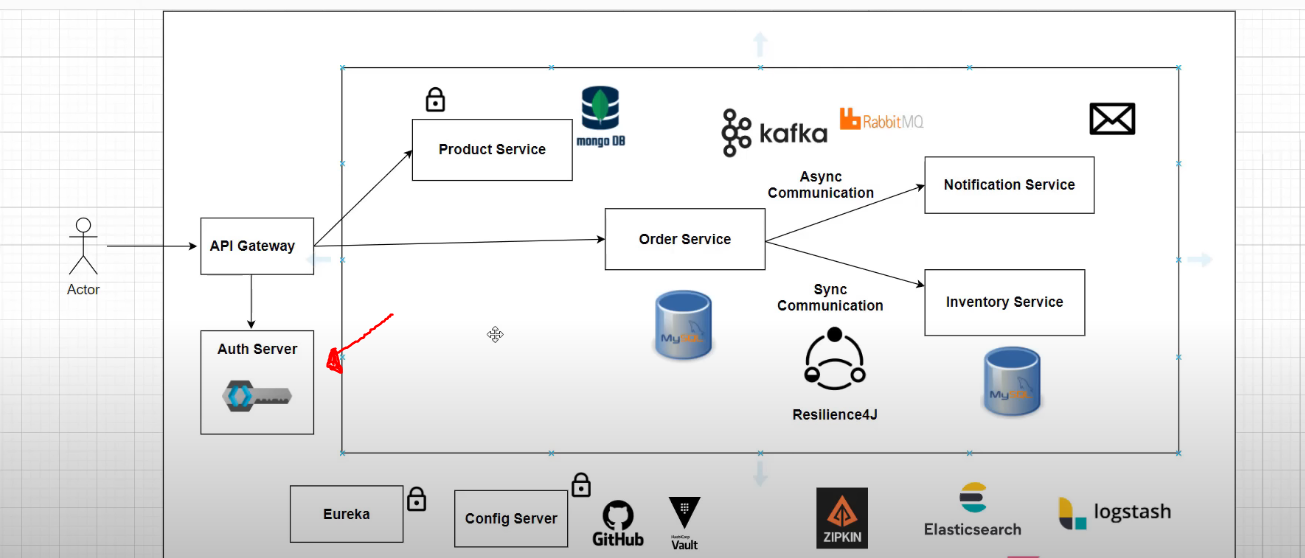 mongo DB
kafka
RabbitMQ
Product Service
Async
Communication
Notification Service
Actor
API Gateway
Order Service
Sync
Communication
Inventory Service
Auth Server
MySQL
Resilience4J
MySQL
Eureka
Config Server
GitHub
HashiCorp
Vault
ZIPKIN
Elasticsearch
logstash